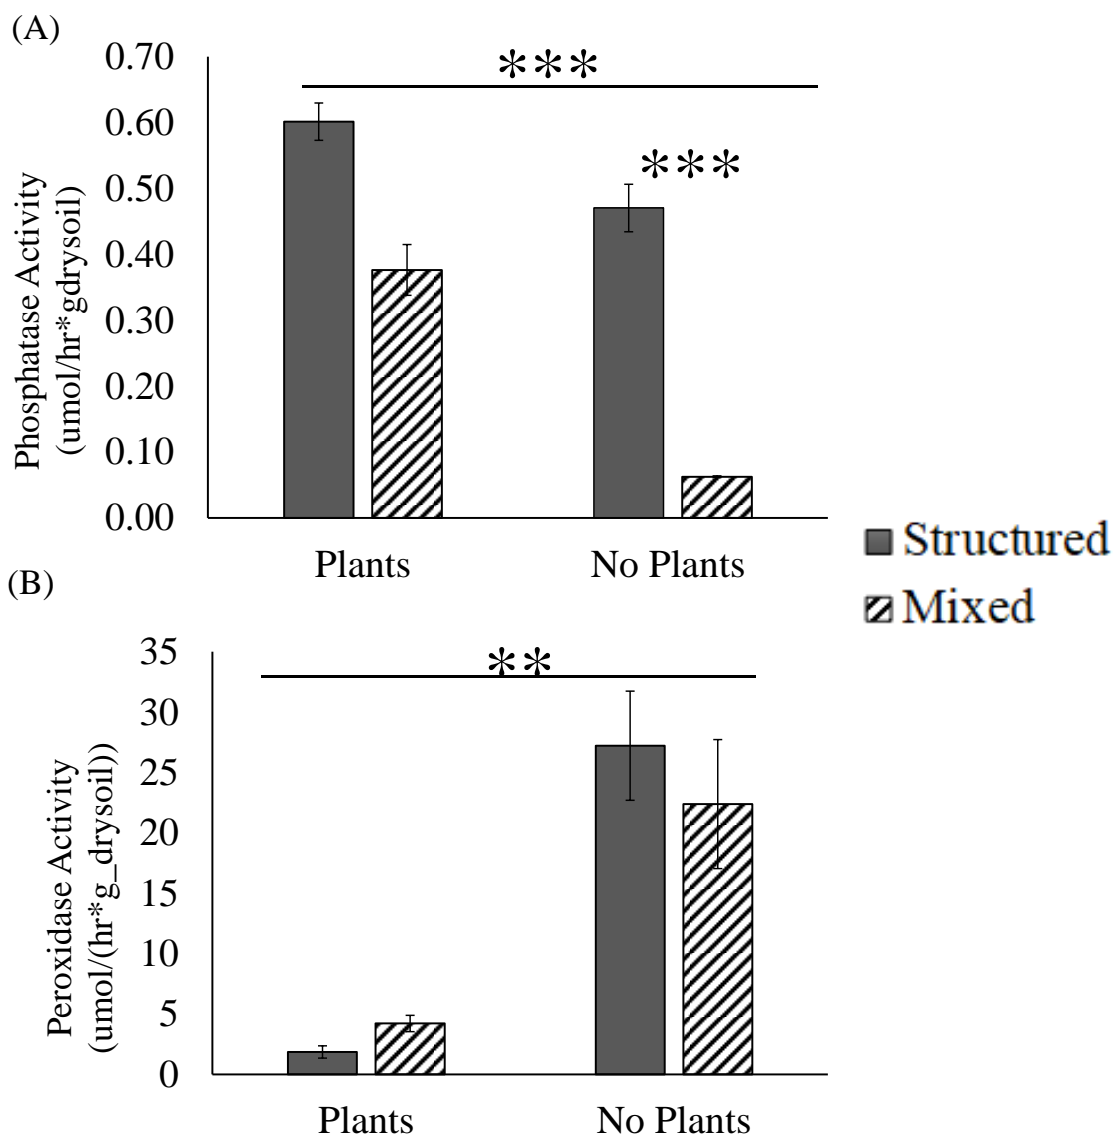 (A)
Phosphatase Activity
(umol/hr*gdrysoil)
0.70
0.60
0.50
0.40
0.30
0.20
0.10
0.00
***
***
Plants
No Plants
Structured
Mixed
(B)
Peroxidase Activity
(umol/(hr*g_drysoil))
35
30
25
20
15
10
5
0
**
Plants
No Plants